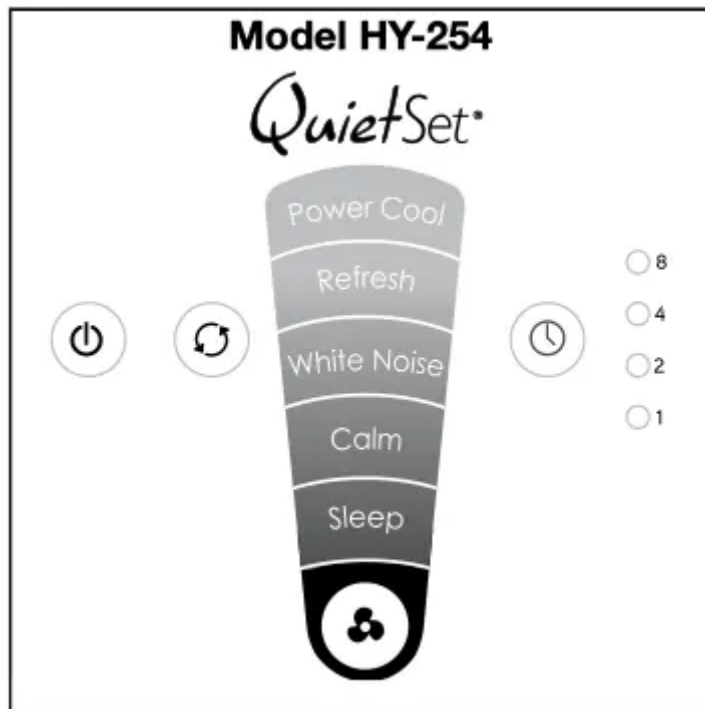 Model HY-254
QuietSet®
Power Cool
Refresh
White Noise
Calm
Sleep
8
4
2
1